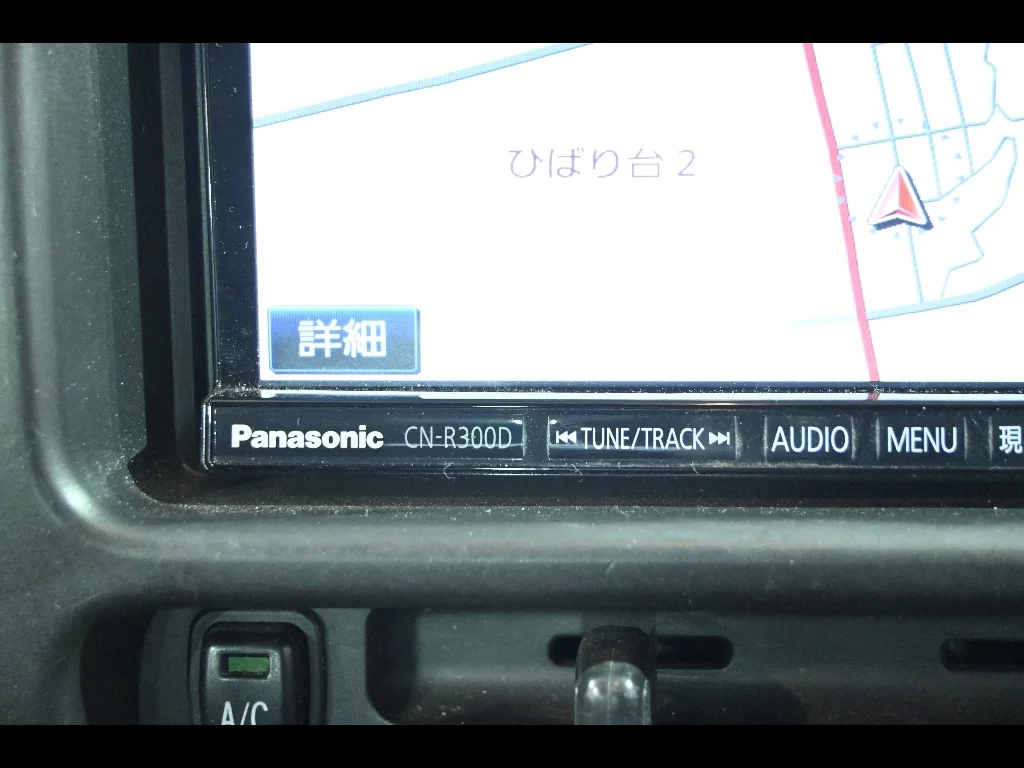 ひばり台2
詳細
Panasonic CN-R300D ⏮TUNE/TRACK⏭ AUDIO MENU 現
A/C